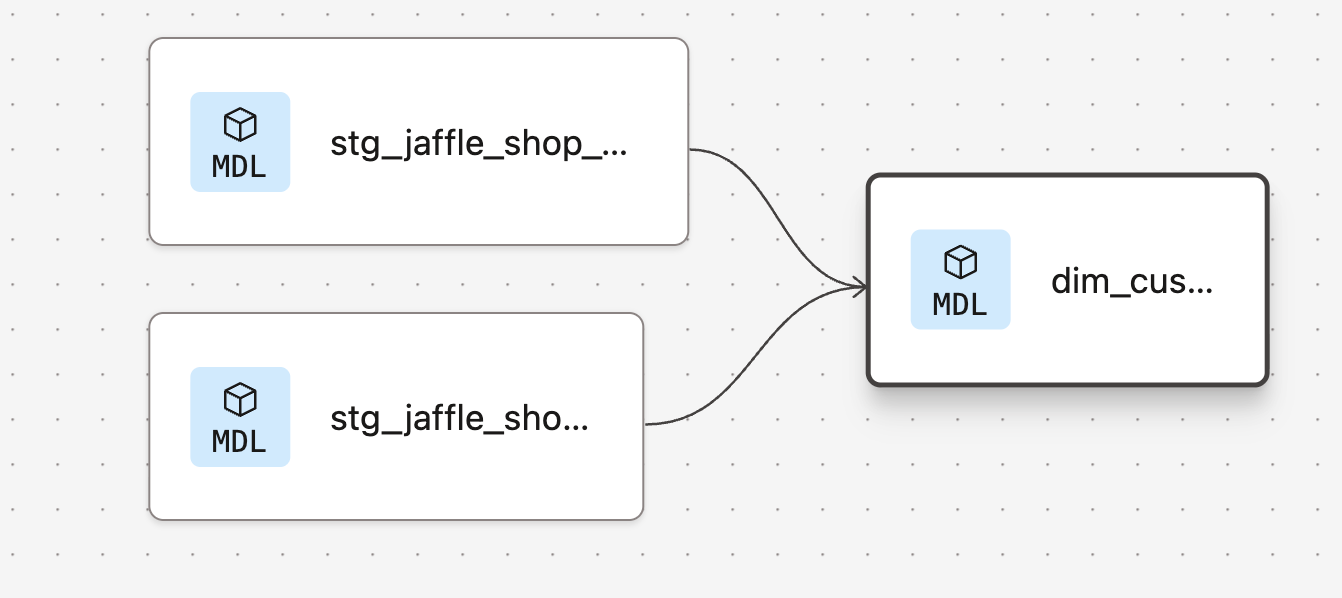 MDL
stg_jaffle_shop_...
MDL
dim_cus...
MDL
stg_jaffle_sho...